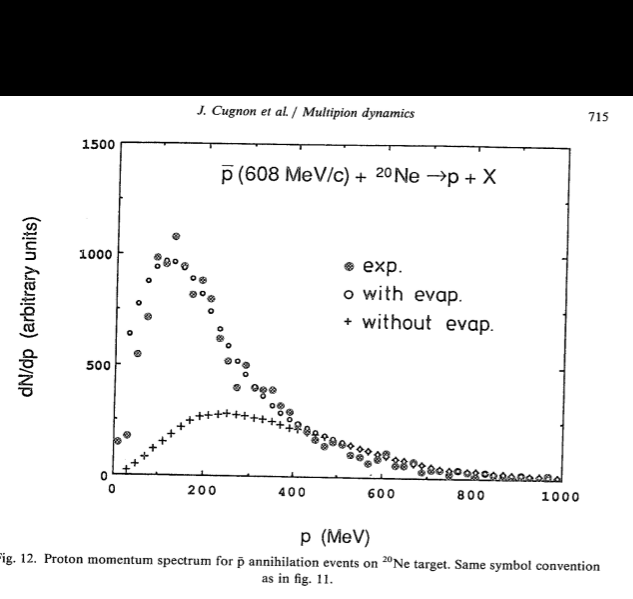 J. Cugnon et al. / Multipion dynamics 715
1500
p̄ (608 MeV/c) + ²⁰Ne → p + X
1000
exp.
with evap.
+ without evap.
500
0
dN/dp (arbitrary units)
0 200 400 600 800 1000
p (MeV)
ig. 12. Proton momentum spectrum for p̄ annihilation events on ²⁰Ne target. Same symbol convention
as in fig. 11.